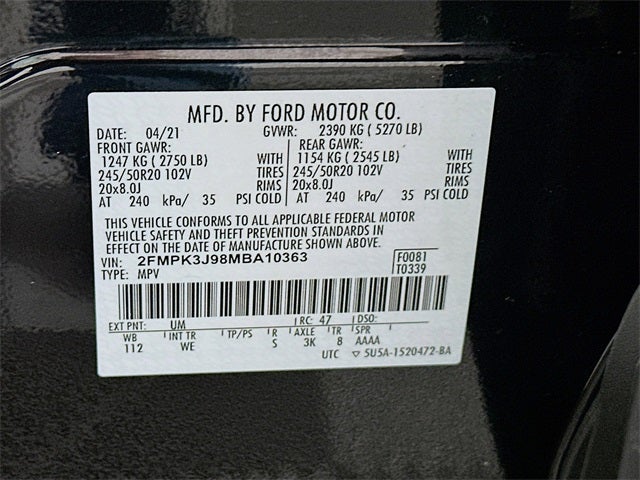 MFD. BY FORD MOTOR CO.
DATE: 04/21 GVWR: 2390 KG ( 5270 LB)
FRONT GAWR: REAR GAWR:
1247 KG ( 2750 LB) WITH 1154 KG ( 2545 LB) WITH
245/50R20 102V TIRES 245/50R20 102V TIRES
20x8.0J RIMS 20x8.0J RIMS
AT 240 kPa/ 35 PSI COLD AT 240 kPa/ 35 PSI COLD
THIS VEHICLE CONFORMS TO ALL APPLICABLE FEDERAL MOTOR
VEHICLE SAFETY AND THEFT PREVENTION STANDARDS IN
EFFECT ON THE DATE OF MANUFACTURE SHOWN ABOVE.
VIN: 2FMPK3J98MBA10363 F0081
TYPE: MPV T0339
EXT PNT: UM RC: 47 DSO:
WB INT TR TP/PS R AXLE TR SPR
112 WE S 3K 8 AAAA
UTC ▽ 5U5A-1520472-BA